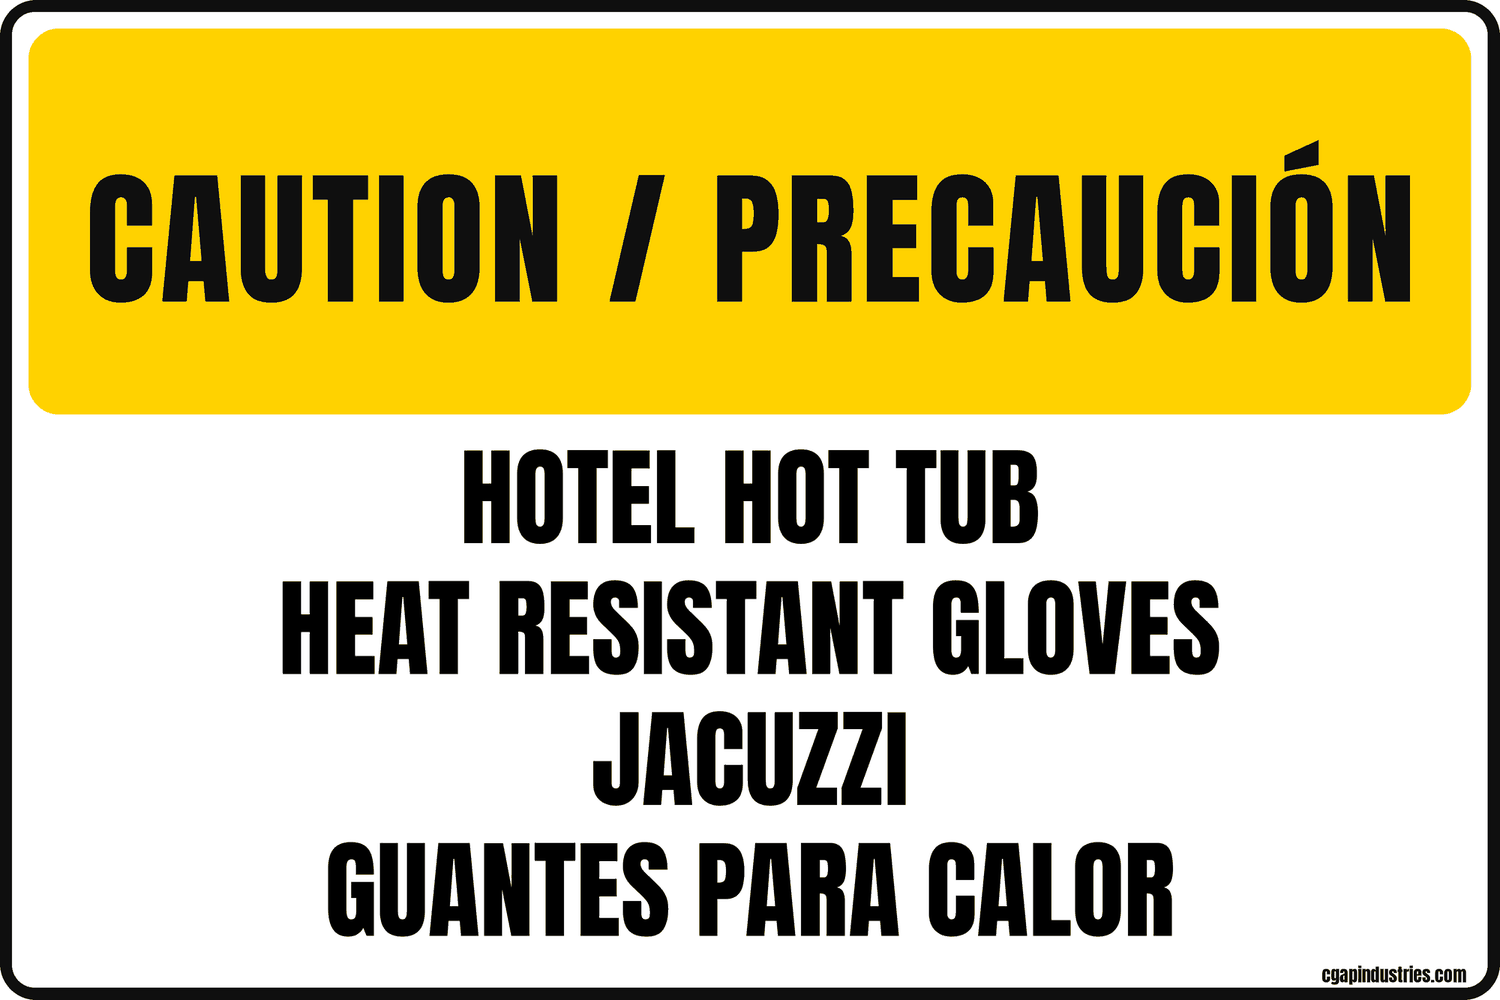 CAUTION / PRECAUCIÓN
HOTEL HOT TUB
HEAT RESISTANT GLOVES
JACUZZI
GUANTES PARA CALOR
cgapindustries.com